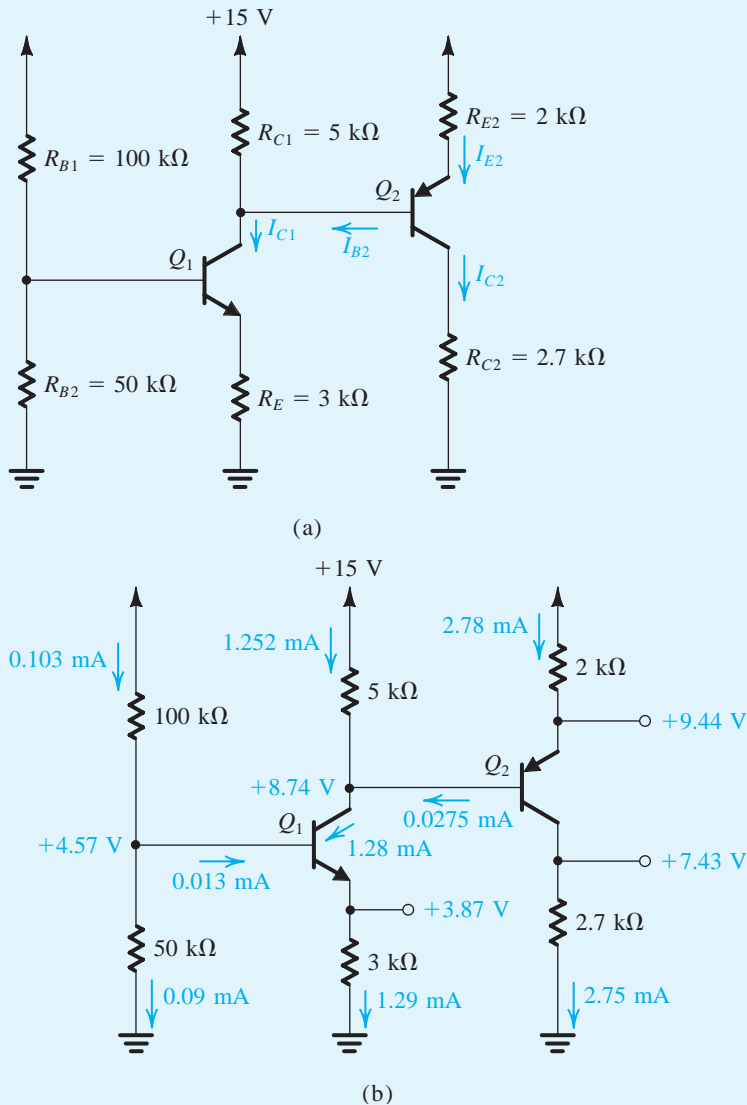 +15 V
R_{B1} = 100 kΩ
R_{C1} = 5 kΩ
R_{E2} = 2 kΩ
I_{E2}
Q_2
I_{C1}
I_{B2}
Q_1
I_{C2}
R_{B2} = 50 kΩ
R_E = 3 kΩ
R_{C2} = 2.7 kΩ
(a)
+15 V
0.103 mA
1.252 mA
2.78 mA
100 kΩ
5 kΩ
2 kΩ
+9.44 V
Q_2
+8.74 V
0.0275 mA
Q_1
+4.57 V
1.28 mA
+7.43 V
0.013 mA
+3.87 V
50 kΩ
3 kΩ
2.7 kΩ
0.09 mA
1.29 mA
2.75 mA
(b)